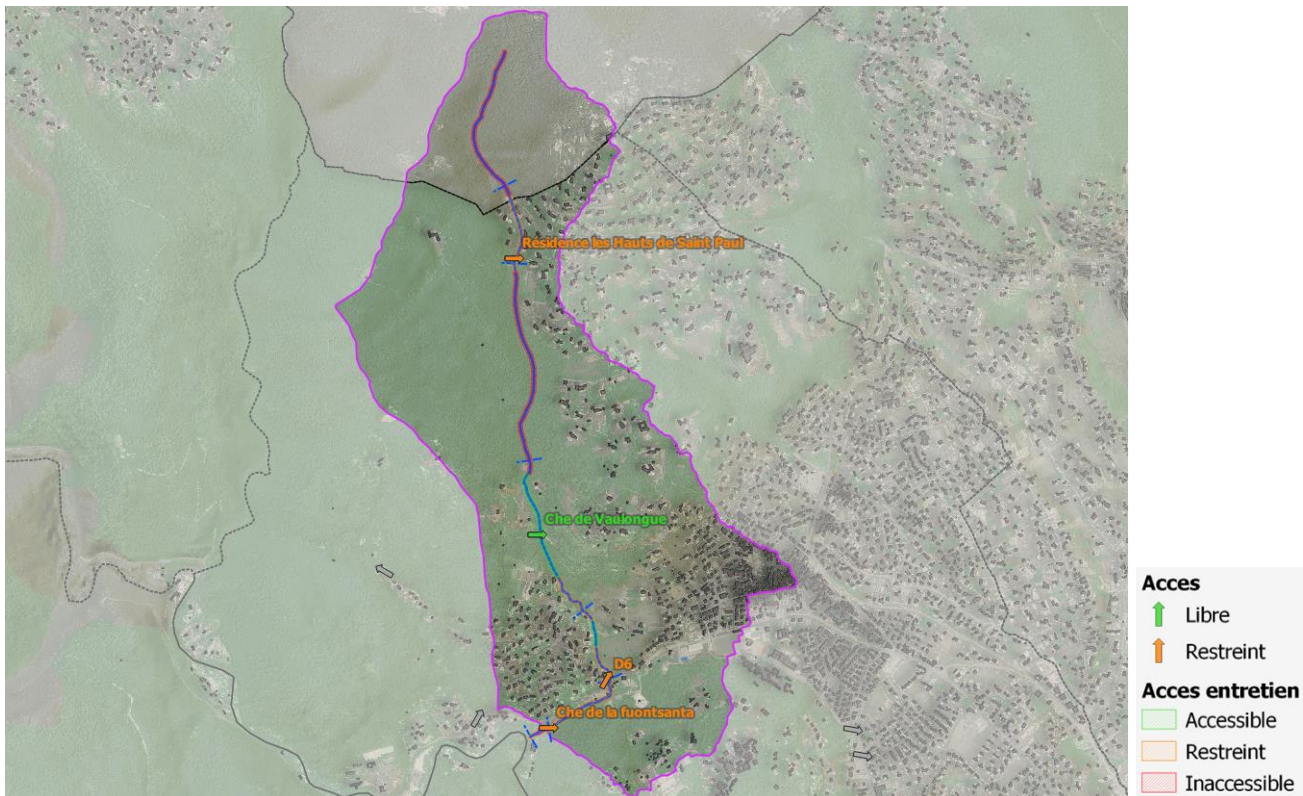 Résidence les Hauts de Saint Paul
Che de Vaulongue
D6
Che de la fuontsanta
Acces
Libre
Restreint
Acces entretien
Accessible
Restreint
Inaccessible